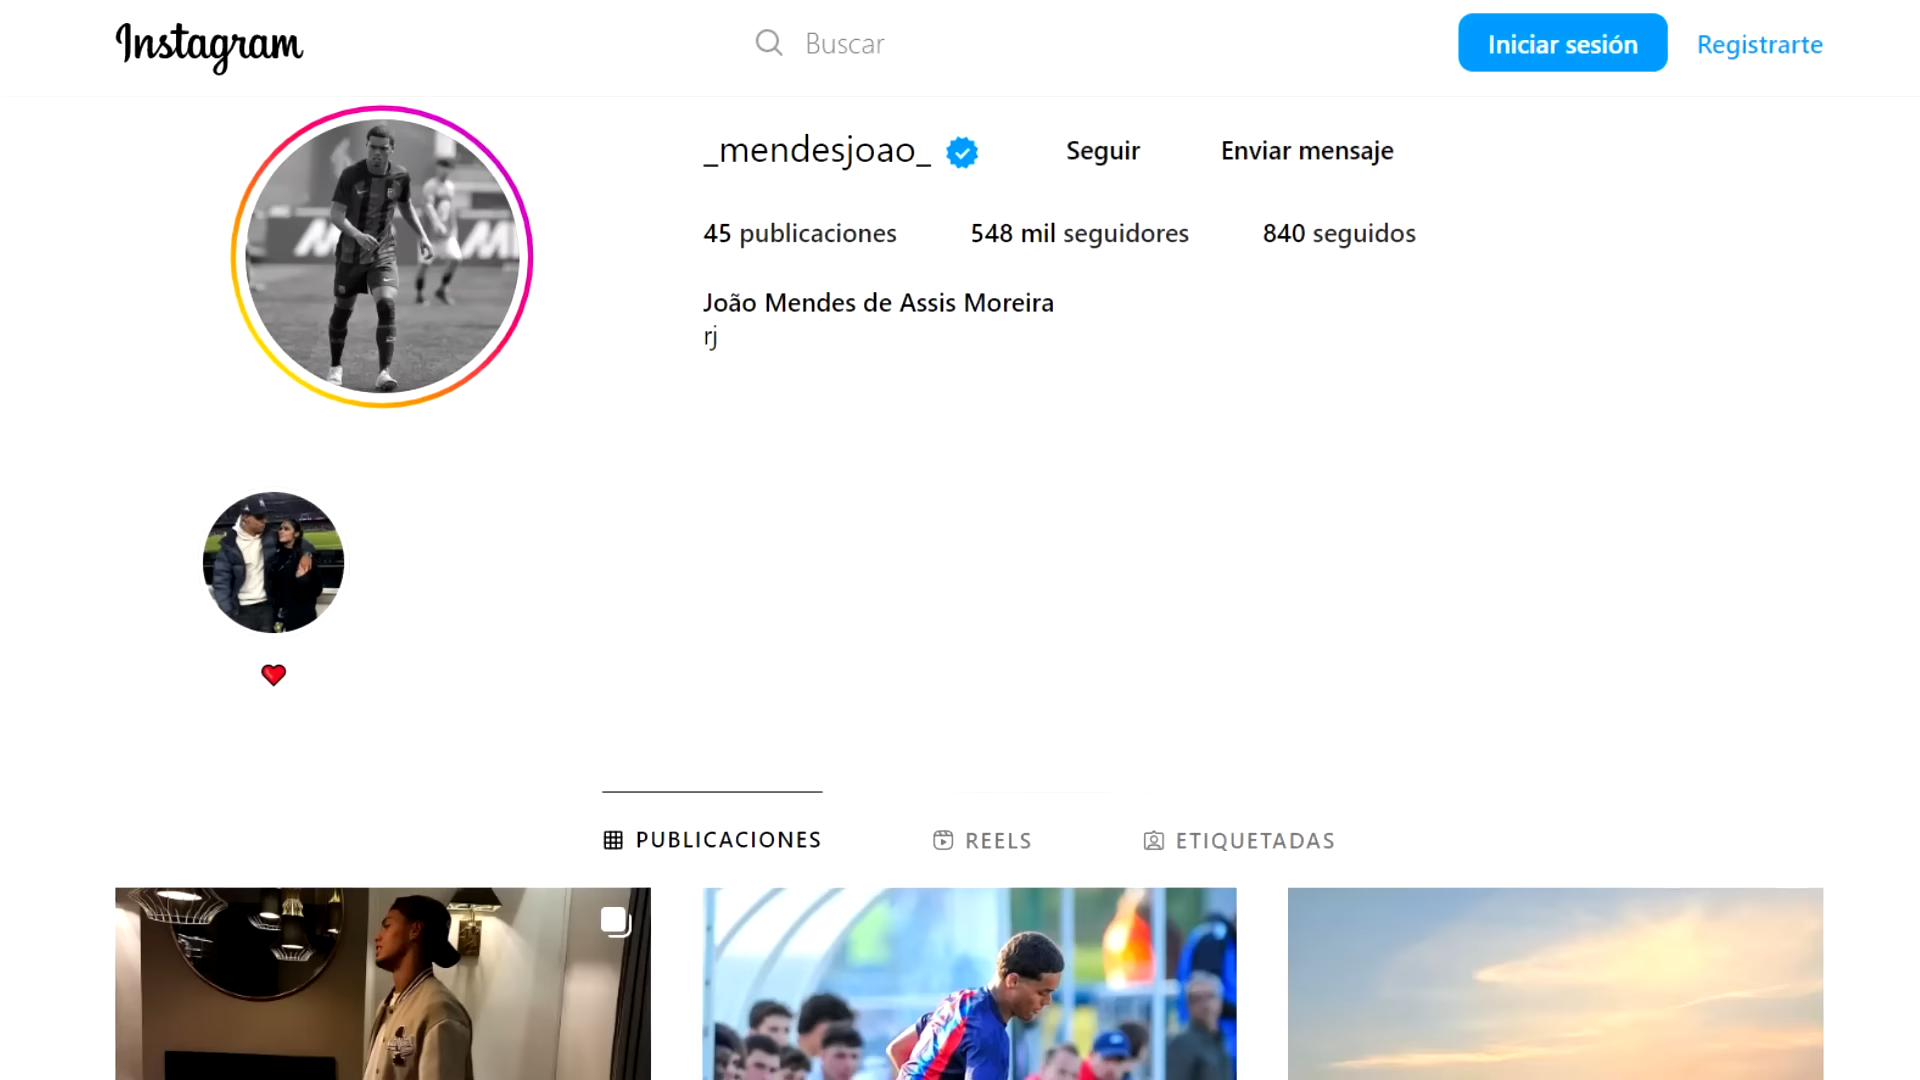 Instagram
Buscar
Iniciar sesión
Registrarte
_mendesjoao_
Seguir
Enviar mensaje
45 publicaciones
548 mil seguidores
840 seguidos
João Mendes de Assis Moreira
rj
PUBLICACIONES
REELS
ETIQUETADAS